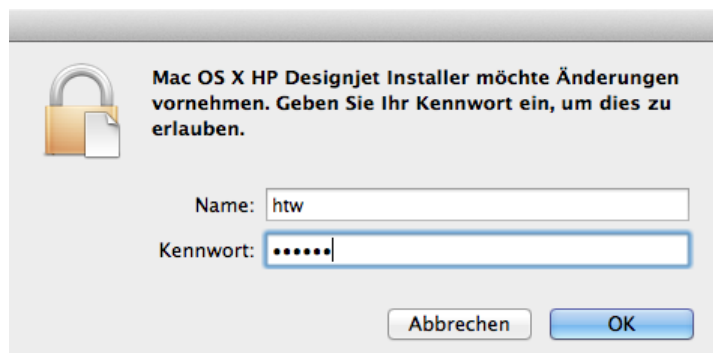 Mac OS X HP Designjet Installer möchte Änderungen
vornehmen. Geben Sie Ihr Kennwort ein, um dies zu
erlauben.
Name: htw
Kennwort: ••••••
Abbrechen OK